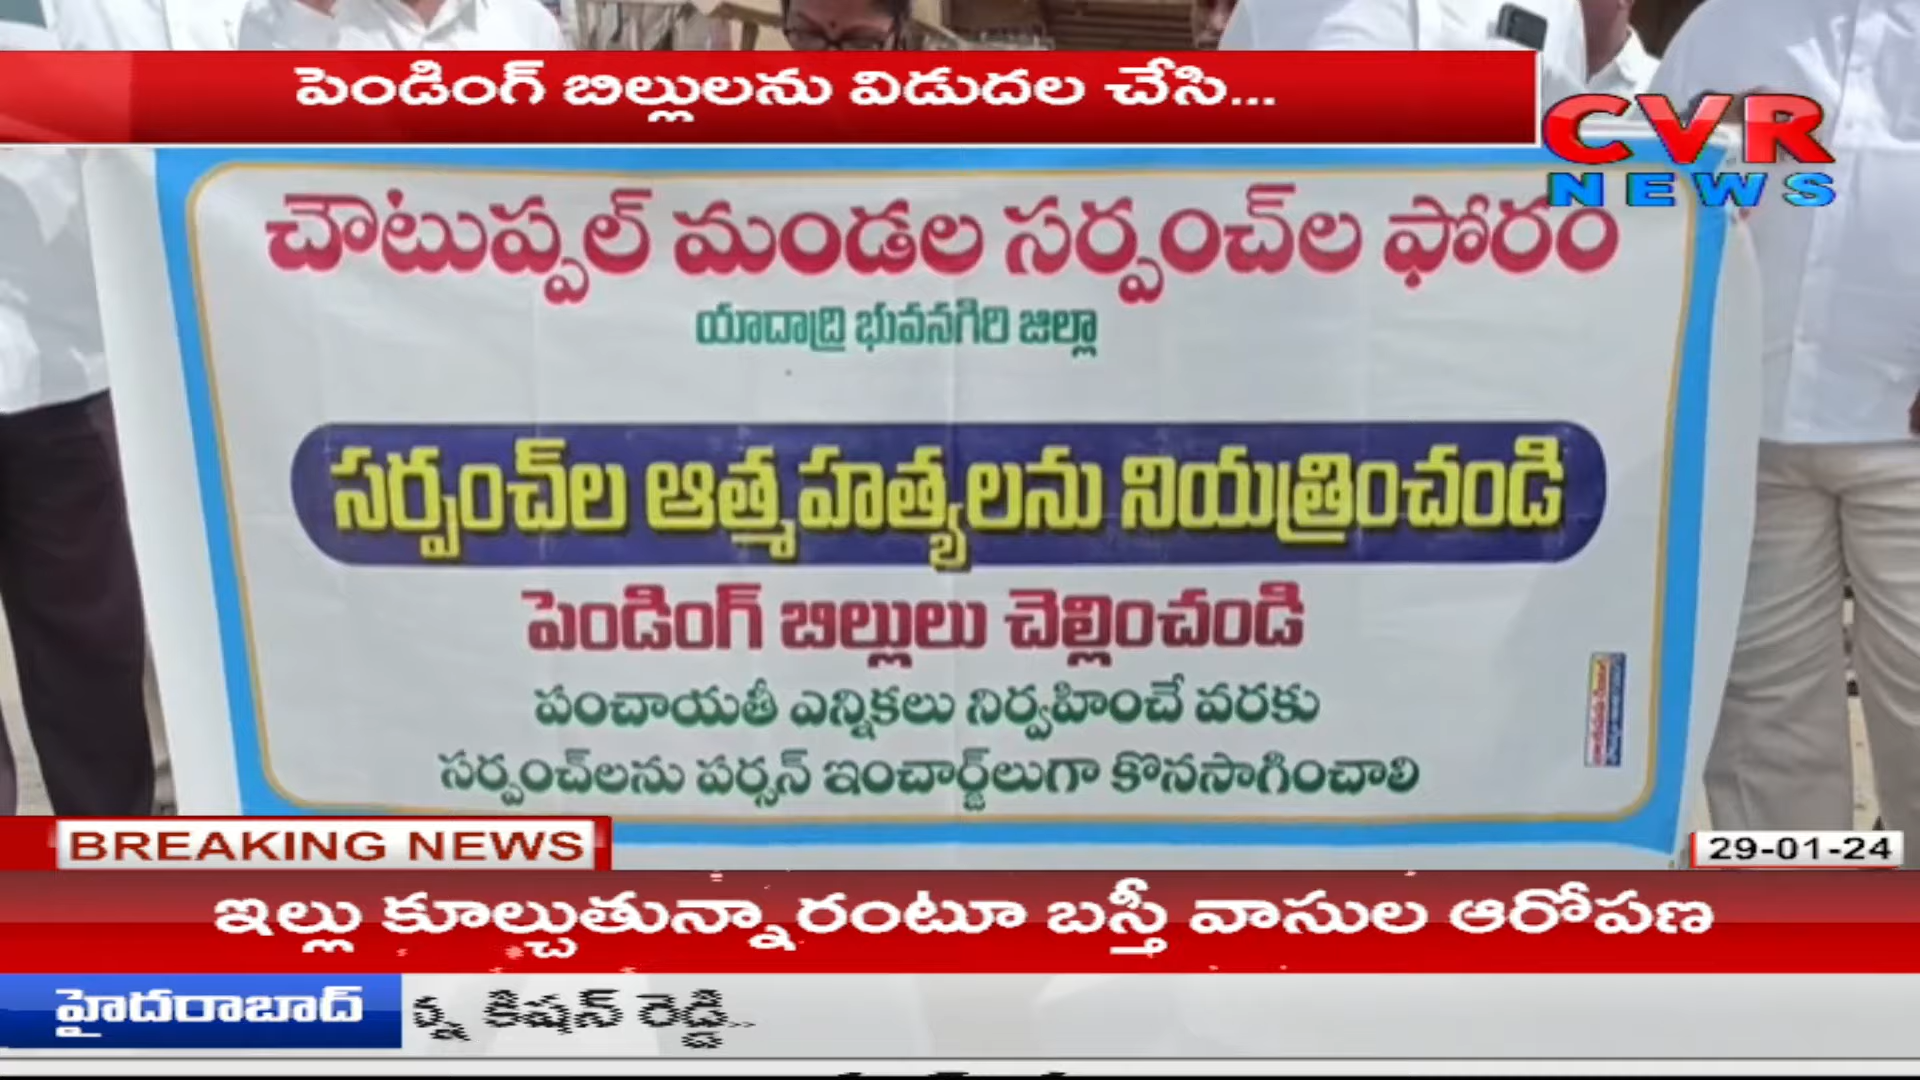 పెండింగ్ బిల్లులను విడుదల చేసి...
CVR
NEWS
చౌటుప్పల్ మండల సర్పంచ్‌ల ఫోరం
యాదాద్రి భువనగిరి జిల్లా
సర్పంచ్‌ల ఆత్మహత్యలను నియత్రించండి
పెండింగ్ బిల్లులు చెల్లించండి
పంచాయతీ ఎన్నికలు నిర్వహించే వరకు
సర్పంచ్‌లను పర్సన్ ఇంచార్జ్‌లుగా కొనసాగించాలి
BREAKING NEWS
29-01-24
ఇల్లు కూల్చుతున్నారంటూ బస్తీ వాసుల ఆరోపణ
హైదరాబాద్
కిషన్ రెడ్డి..